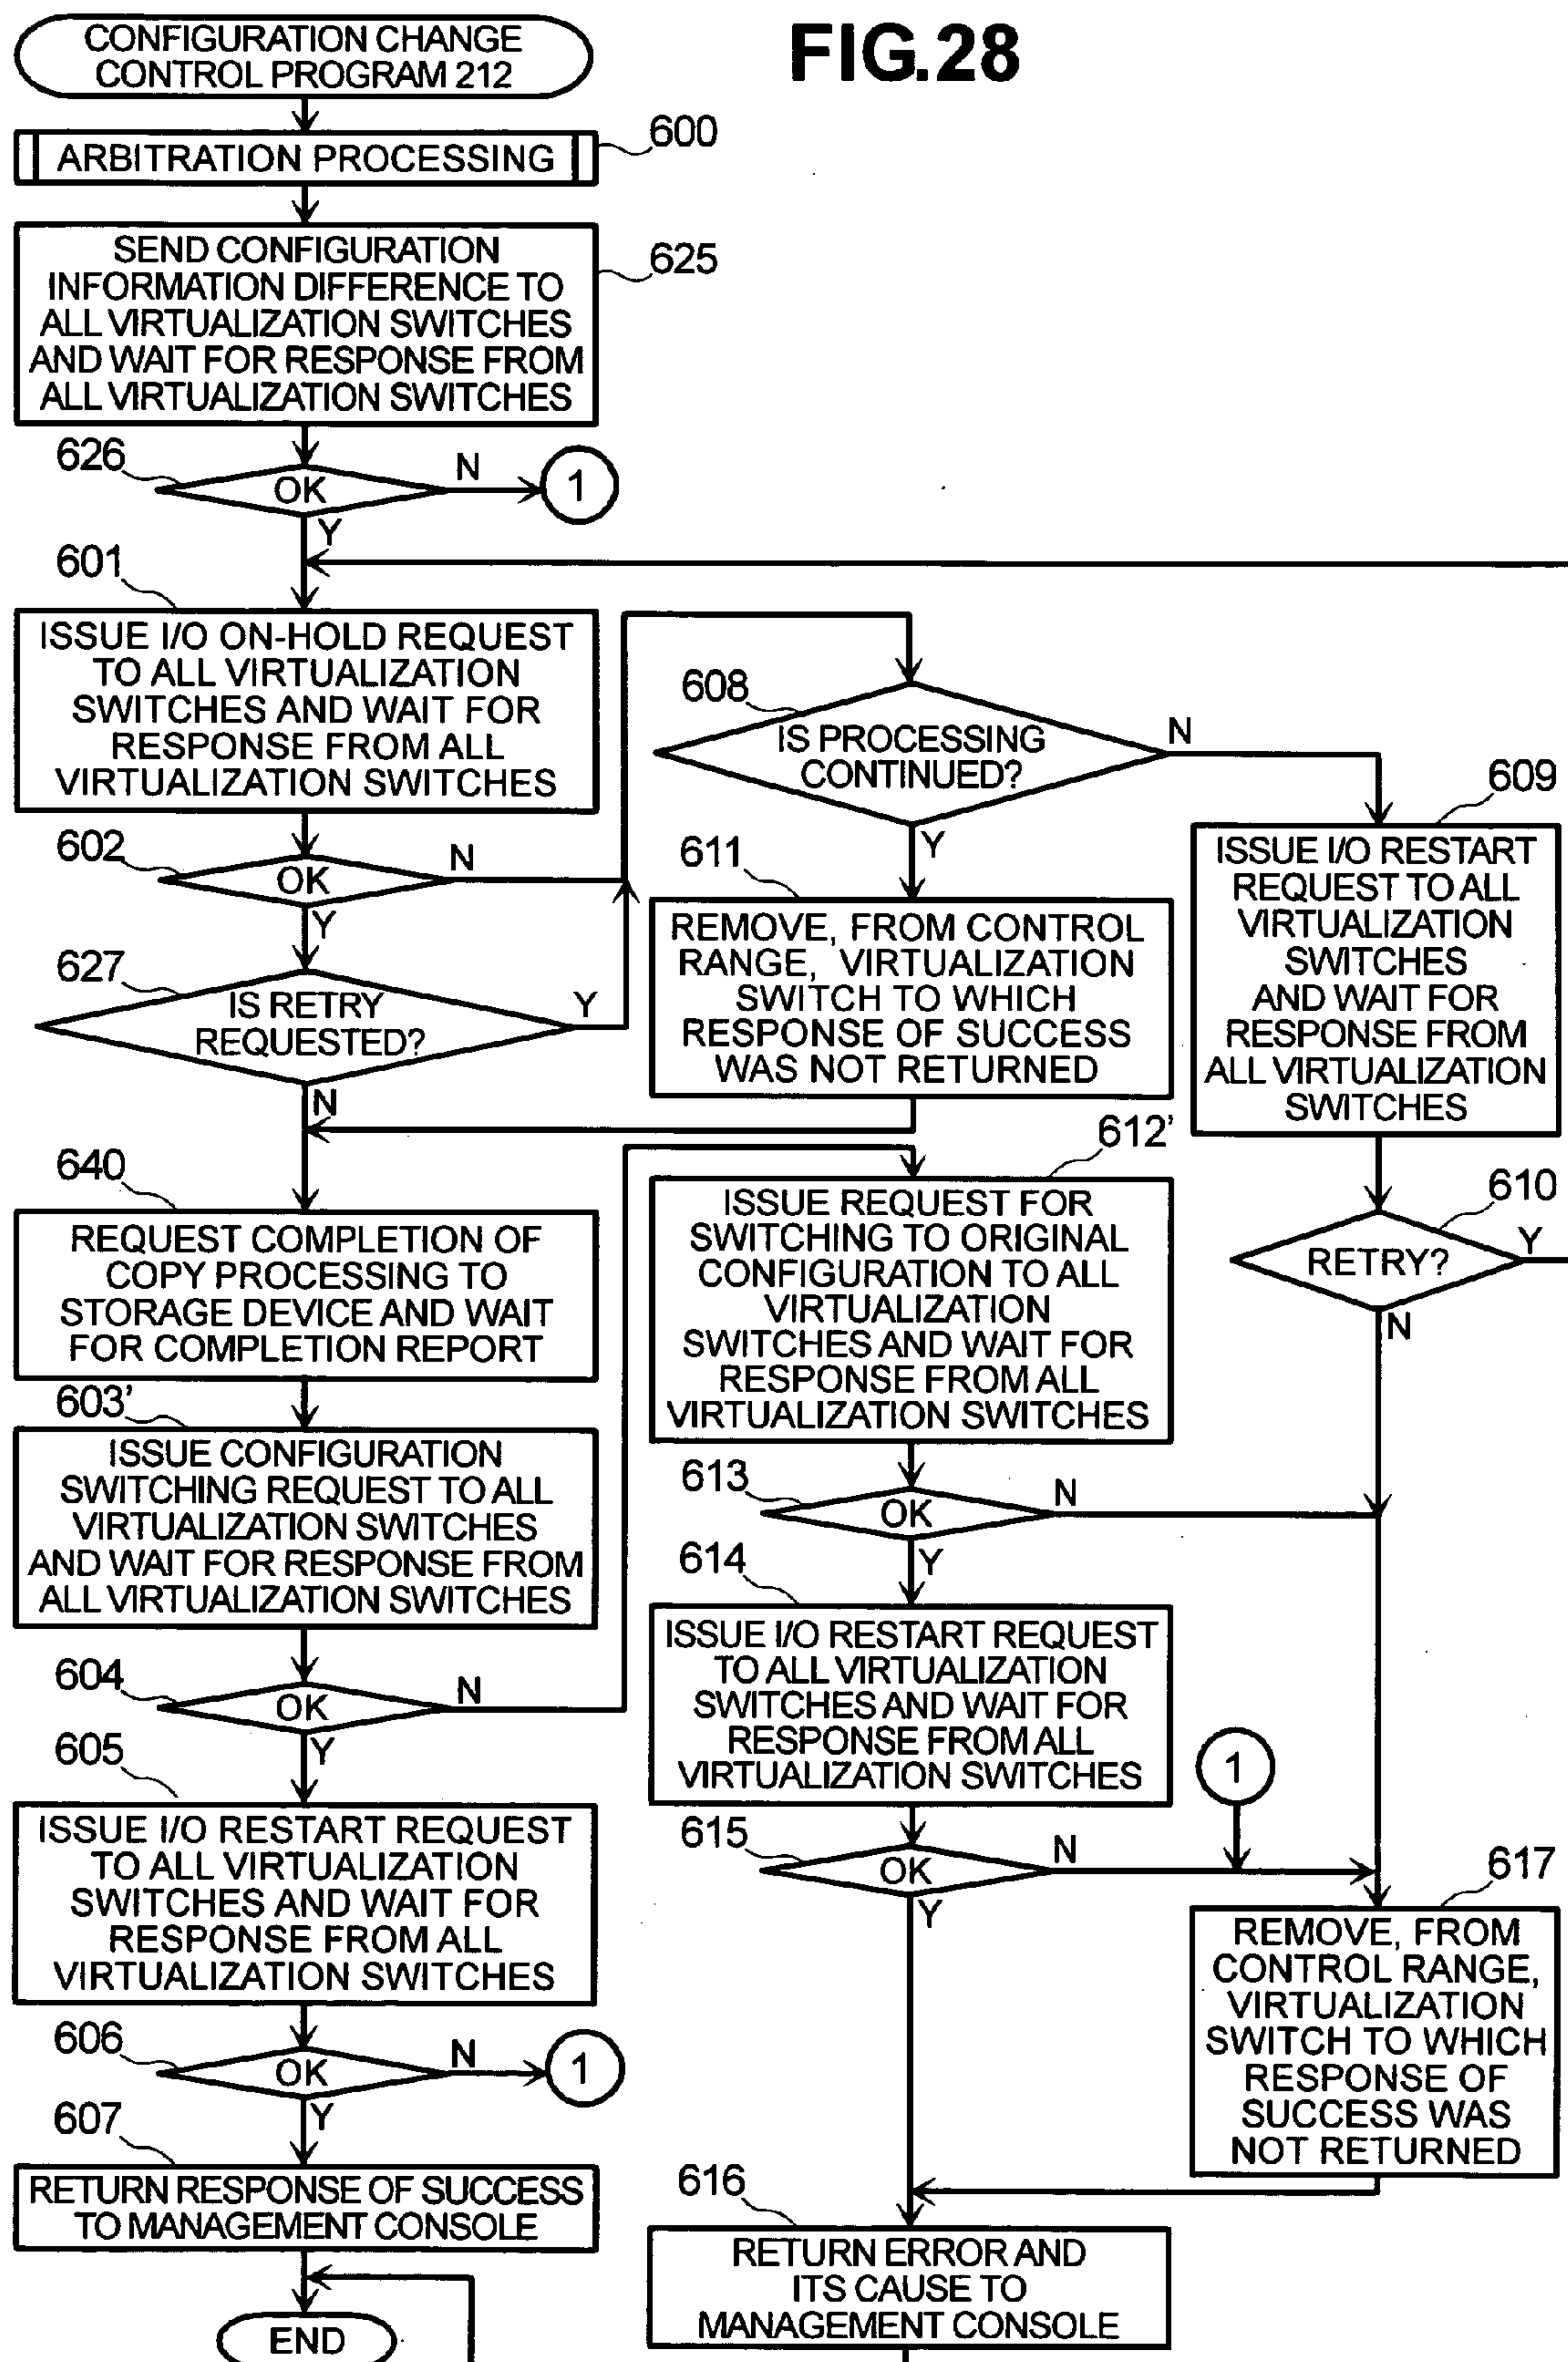 FIG.28
CONFIGURATION CHANGE
CONTROL PROGRAM 212
ARBITRATION PROCESSING
600
SEND CONFIGURATION
INFORMATION DIFFERENCE TO
ALL VIRTUALIZATION SWITCHES
AND WAIT FOR RESPONSE FROM
ALL VIRTUALIZATION SWITCHES
625
626
OK
N
1
Y
601
ISSUE I/O ON-HOLD REQUEST
TO ALL VIRTUALIZATION
SWITCHES AND WAIT FOR
RESPONSE FROM ALL
VIRTUALIZATION SWITCHES
602
OK
N
Y
627
IS RETRY
REQUESTED?
Y
N
640
REQUEST COMPLETION OF
COPY PROCESSING TO
STORAGE DEVICE AND WAIT
FOR COMPLETION REPORT
603'
ISSUE CONFIGURATION
SWITCHING REQUEST TO ALL
VIRTUALIZATION SWITCHES
AND WAIT FOR RESPONSE FROM
ALL VIRTUALIZATION SWITCHES
604
OK
N
Y
605
ISSUE I/O RESTART REQUEST
TO ALL VIRTUALIZATION
SWITCHES AND WAIT FOR
RESPONSE FROM ALL
VIRTUALIZATION SWITCHES
606
OK
N
1
Y
607
RETURN RESPONSE OF SUCCESS
TO MANAGEMENT CONSOLE
END
608
IS PROCESSING
CONTINUED?
N
Y
611
REMOVE, FROM CONTROL
RANGE, VIRTUALIZATION
SWITCH TO WHICH
RESPONSE OF SUCCESS
WAS NOT RETURNED
612'
ISSUE REQUEST FOR
SWITCHING TO ORIGINAL
CONFIGURATION TO ALL
VIRTUALIZATION
SWITCHES AND WAIT FOR
RESPONSE FROM ALL
VIRTUALIZATION SWITCHES
613
OK
N
Y
614
ISSUE I/O RESTART REQUEST
TO ALL VIRTUALIZATION
SWITCHES AND WAIT FOR
RESPONSE FROM ALL
VIRTUALIZATION SWITCHES
1
615
OK
N
Y
616
RETURN ERROR AND
ITS CAUSE TO
MANAGEMENT CONSOLE
609
ISSUE I/O RESTART
REQUEST TO ALL
VIRTUALIZATION
SWITCHES
AND WAIT FOR
RESPONSE FROM
ALL VIRTUALIZATION
SWITCHES
610
RETRY?
Y
N
617
REMOVE, FROM
CONTROL RANGE,
VIRTUALIZATION
SWITCH TO WHICH
RESPONSE OF
SUCCESS WAS
NOT RETURNED